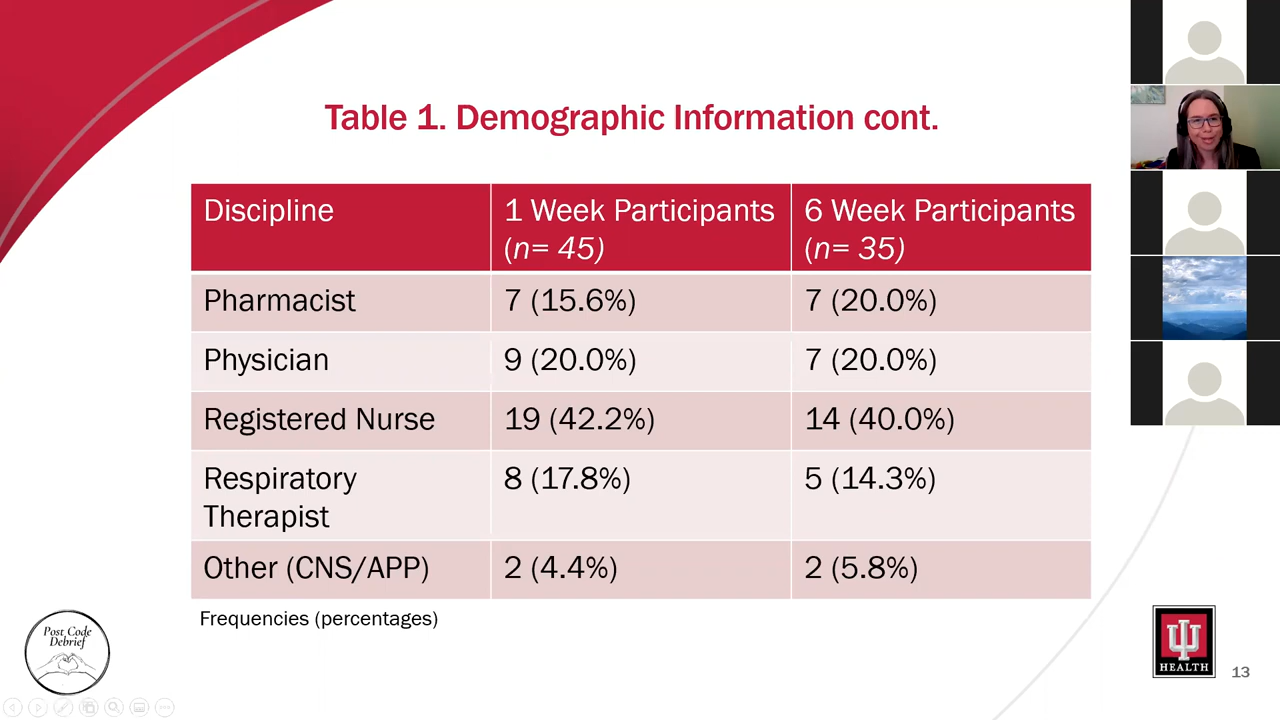 Table 1. Demographic Information cont.
Discipline
1 Week Participants
(n= 45)
6 Week Participants
(n= 35)
Pharmacist
7 (15.6%)
7 (20.0%)
Physician
9 (20.0%)
7 (20.0%)
Registered Nurse
19 (42.2%)
14 (40.0%)
Respiratory
Therapist
8 (17.8%)
5 (14.3%)
Other (CNS/APP)
2 (4.4%)
2 (5.8%)
Frequencies (percentages)
Post Code
Debrief
HEALTH
13